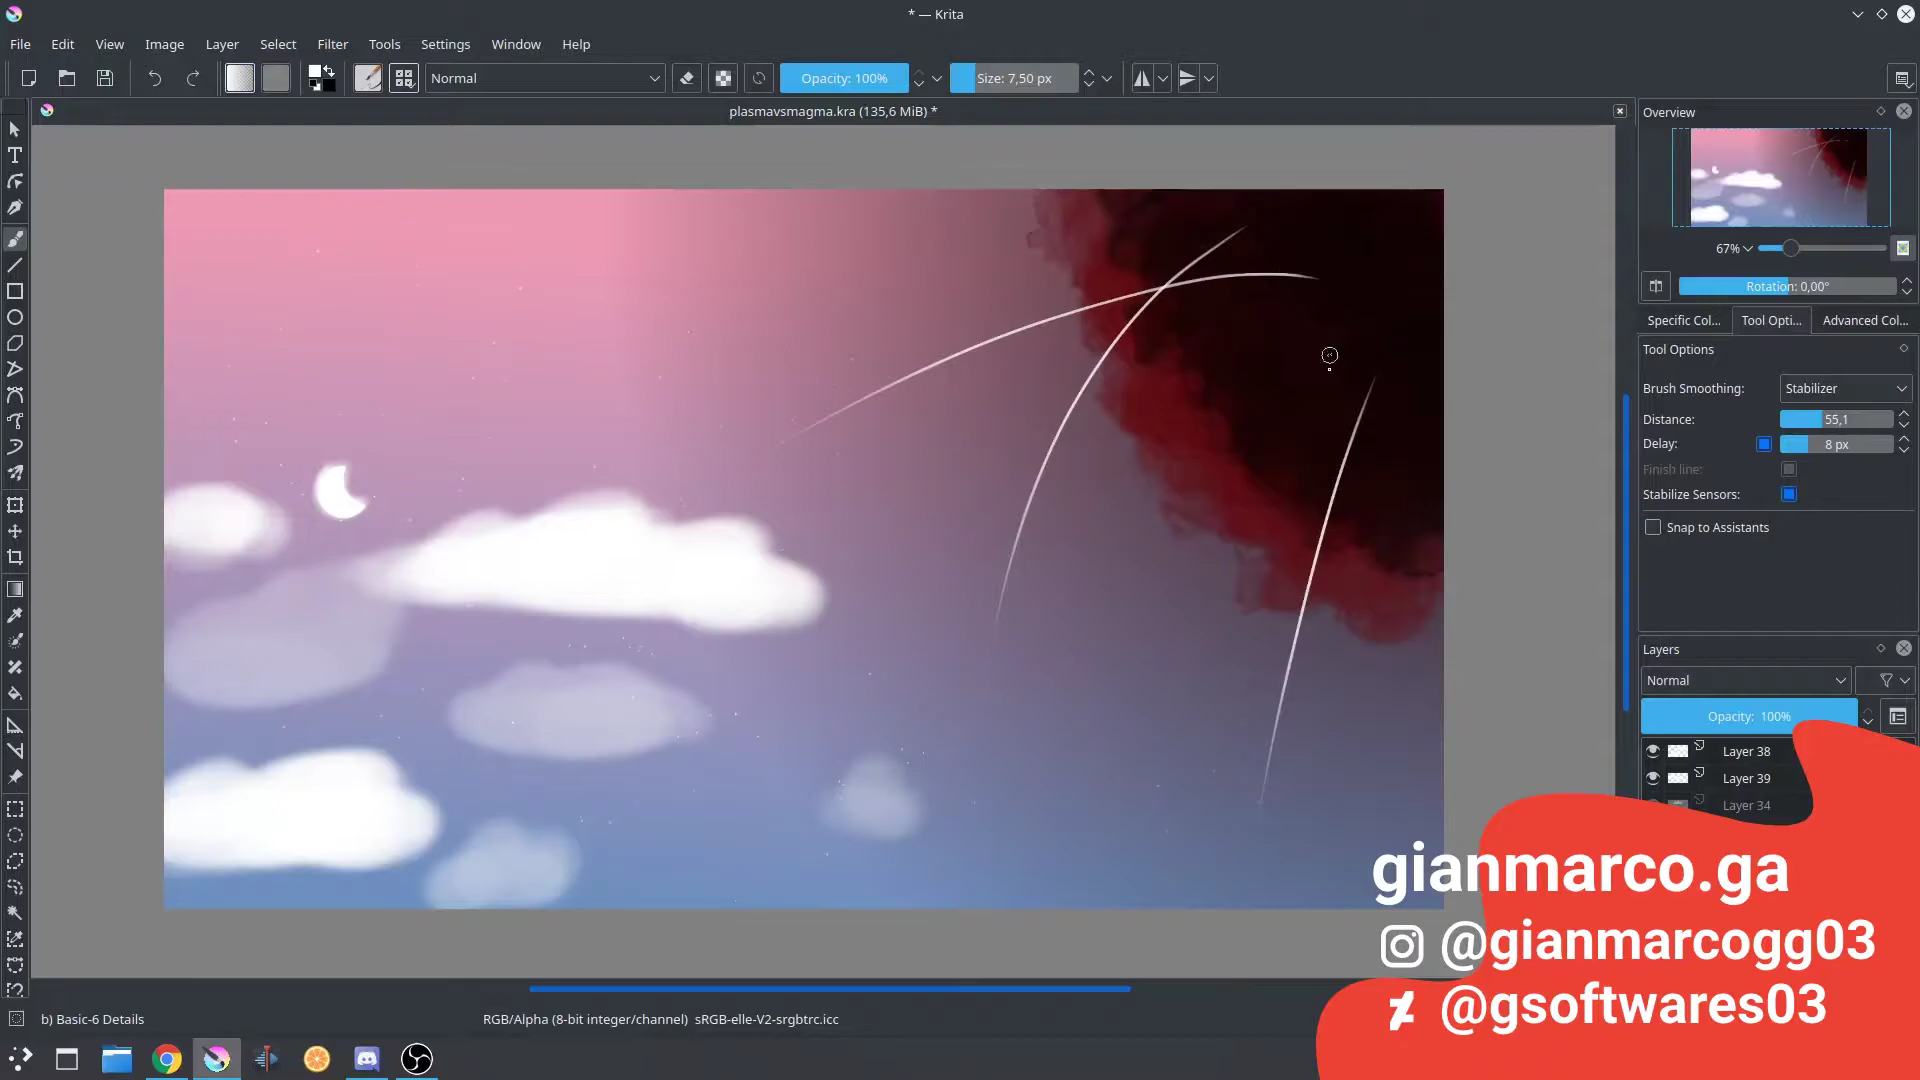 * — Krita
File Edit View Image Layer Select Filter Tools Settings Window Help
Normal Opacity: 100% Size: 7,50 px
plasmavsmagma.kra (135,6 MiB) *
Overview
67%
Rotation: 0,00°
Specific Col... Tool Opti... Advanced Col...
Tool Options
Brush Smoothing: Stabilizer
Distance: 55,1
Delay: 8 px
Finish line:
Stabilize Sensors:
Snap to Assistants
Layers
Normal
Opacity: 100%
Layer 38
Layer 39
Layer 34
gianmarco.ga
@gianmarcogg03
@gsoftwares03
b) Basic-6 Details RGB/Alpha (8-bit integer/channel) sRGB-elle-V2-srgbtrc.icc